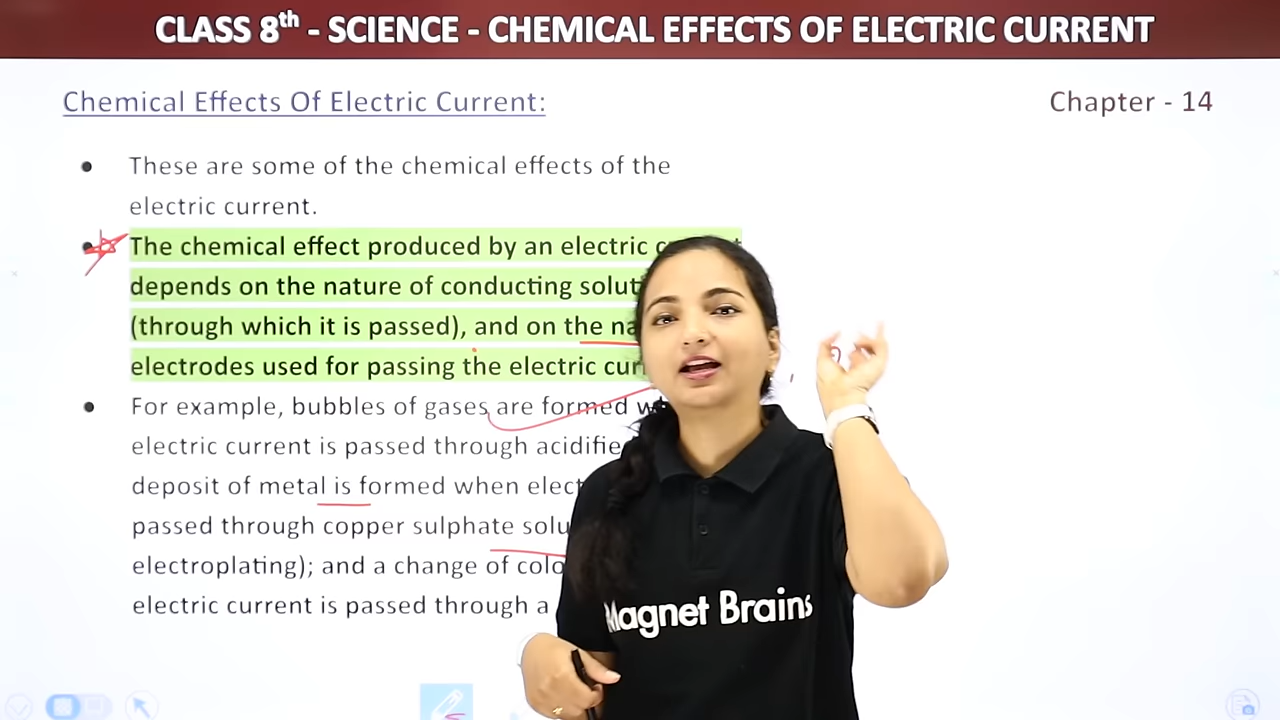 CLASS 8th - SCIENCE - CHEMICAL EFFECTS OF ELECTRIC CURRENT
Chemical Effects Of Electric Current:
Chapter - 14
These are some of the chemical effects of the
electric current.
The chemical effect produced by an electric
depends on the nature of conducting
(through which it is passed), and on the
electrodes used for passing the electric
For example, bubbles of gases are formed
electric current is passed through
deposit of metal is formed when
passed through copper sulphate
electroplating); and a change of
electric current is passed through a
Magnet Brains